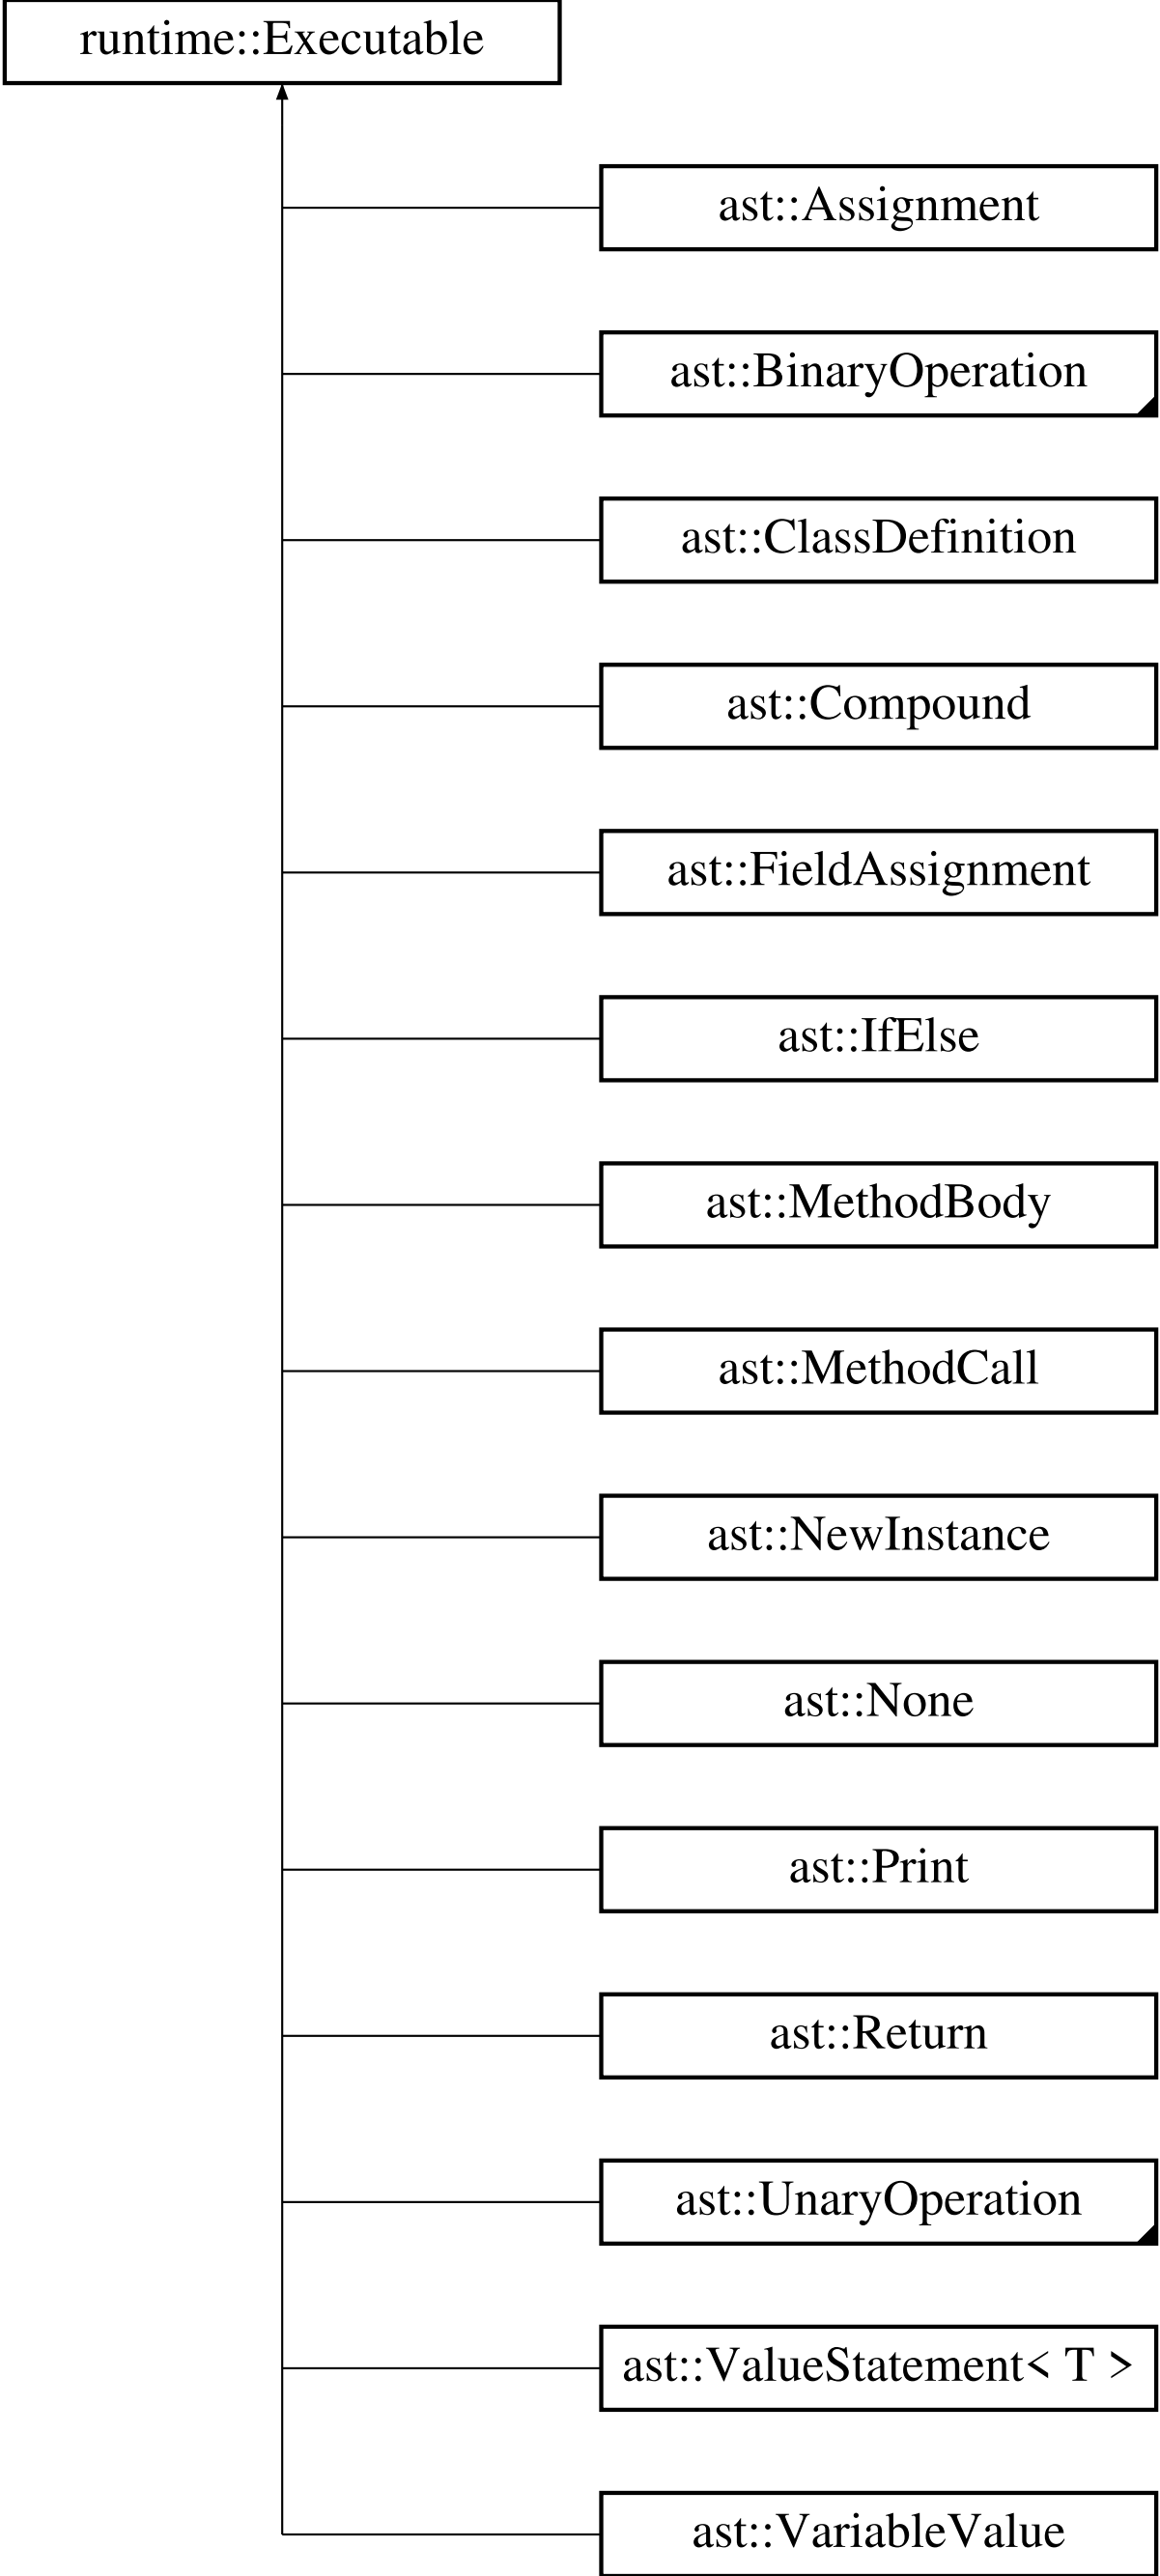 runtime::Executable
ast::Assignment
ast::BinaryOperation
ast::ClassDefinition
ast::Compound
ast::FieldAssignment
ast::IfElse
ast::MethodBody
ast::MethodCall
ast::NewInstance
ast::None
ast::Print
ast::Return
ast::UnaryOperation
ast::ValueStatement< T >
ast::VariableValue